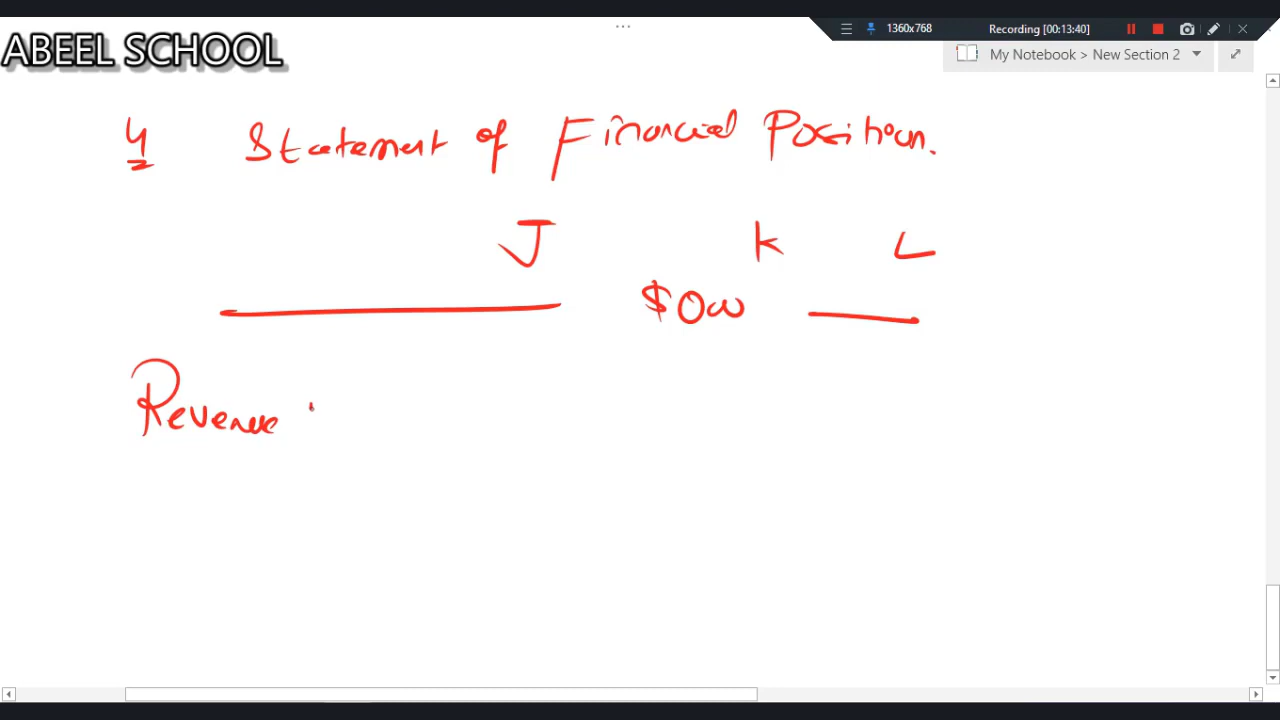 1360x768 Recording [00:13:40]
ABEEL SCHOOL
My Notebook > New Section 2
4 Statement of Financial Position.
J K L
$000
Revenue